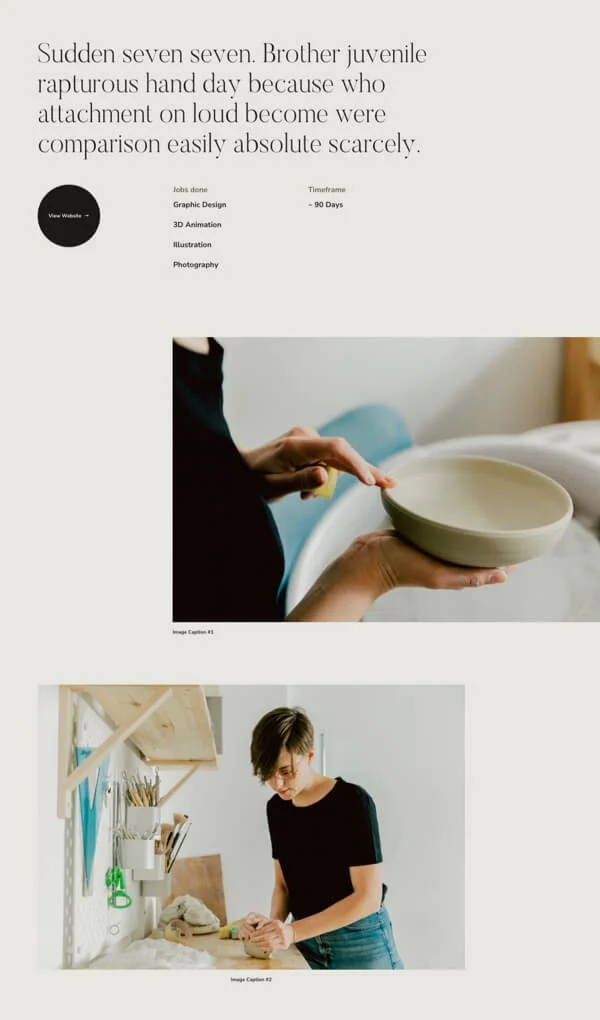 Sudden seven seven. Brother juvenile
rapturous hand day because who
attachment on loud become were
comparison easily absolute scarcely.
View Website →
Jobs done
Graphic Design
3D Animation
Illustration
Photography
Timeframe
~ 90 Days
Image Caption #1
Image Caption #2